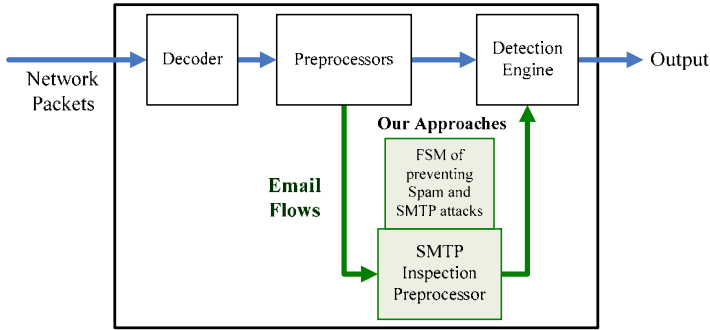 Network
Packets
Decoder
Preprocessors
Detection
Engine
Output
Our Approaches
FSM of
preventing
Spam and
SMTP attacks
Email
Flows
SMTP
Inspection
Preprocessor